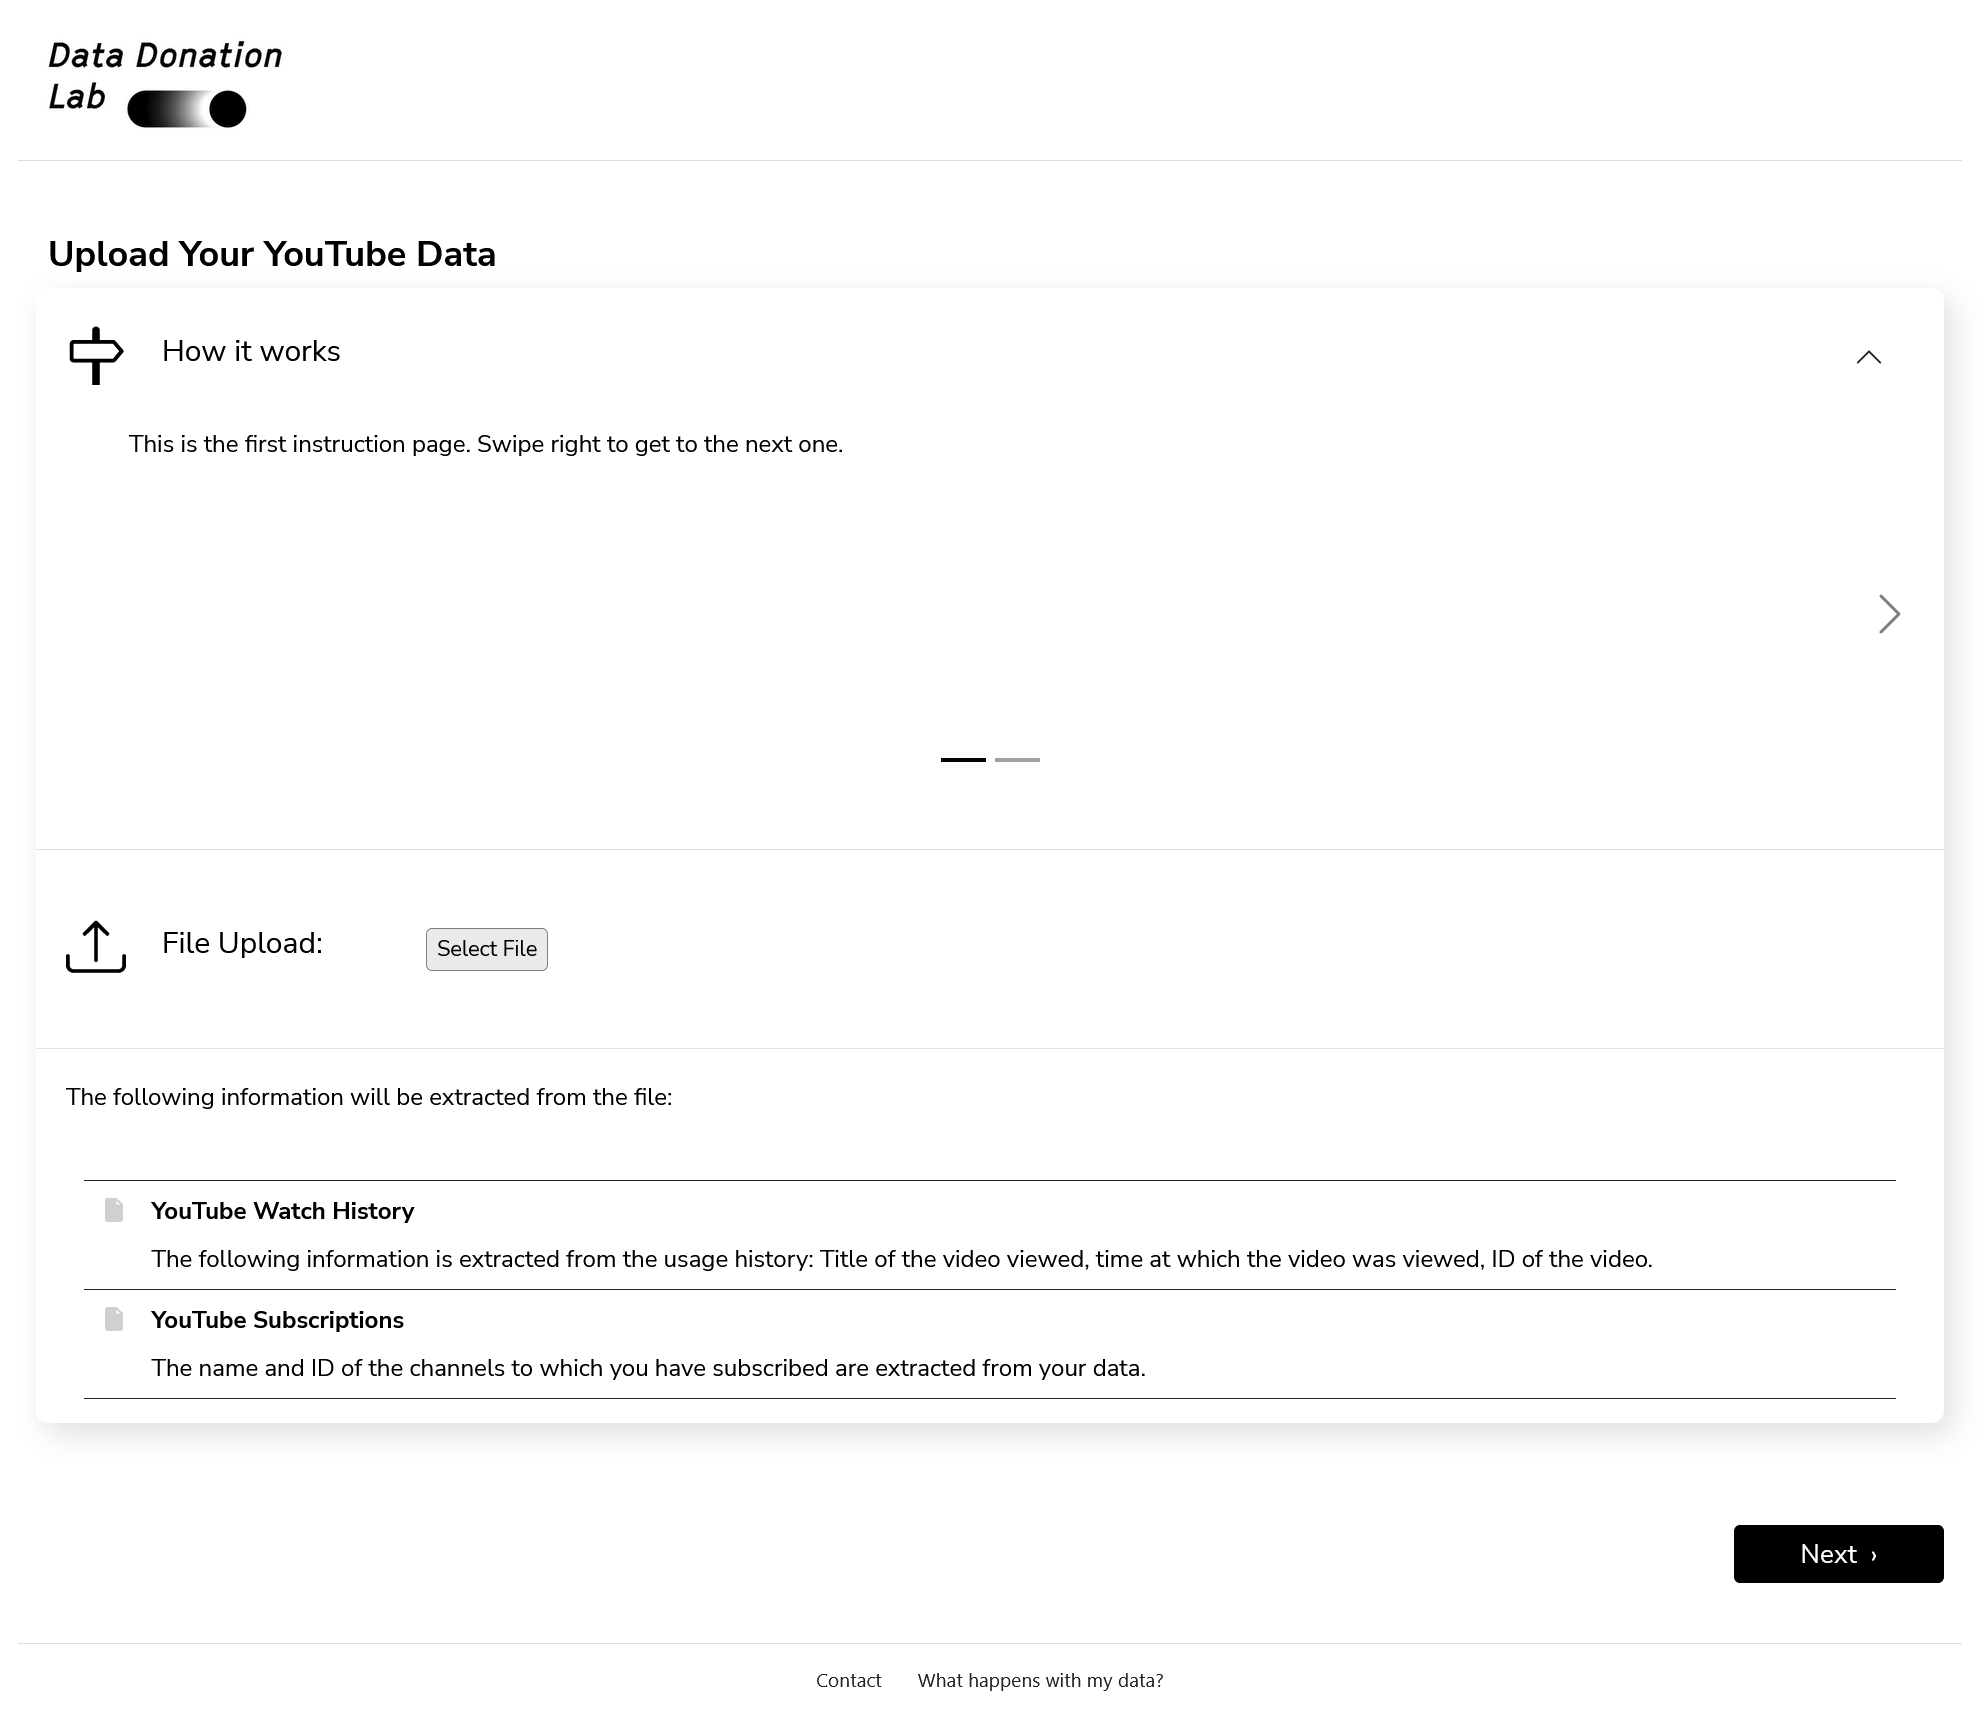 Data Donation
Lab
Upload Your YouTube Data
How it works
This is the first instruction page. Swipe right to get to the next one.
File Upload:
Select File
The following information will be extracted from the file:
YouTube Watch History
The following information is extracted from the usage history: Title of the video viewed, time at which the video was viewed, ID of the video.
YouTube Subscriptions
The name and ID of the channels to which you have subscribed are extracted from your data.
Next ›
Contact
What happens with my data?